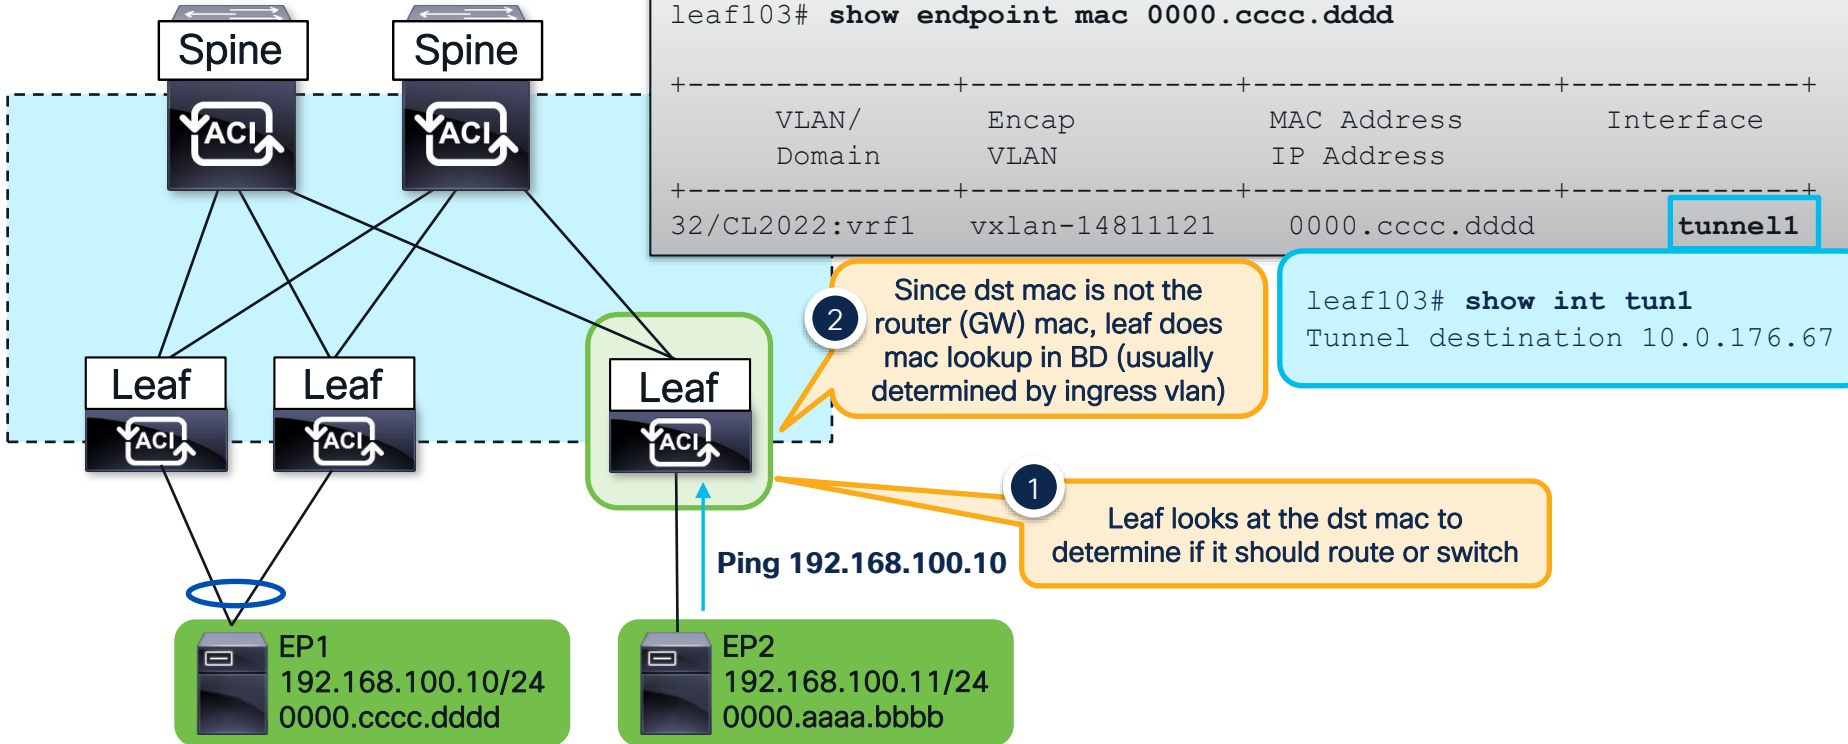 leaf103# show endpoint mac 0000.cccc.dddd
+---------------+---------------+-----------------+-------------+
VLAN/ Encap MAC Address Interface
Domain VLAN IP Address
+---------------+---------------+-----------------+-------------+
32/CL2022:vrf1 vxlan-14811121 0000.cccc.dddd tunnel1
leaf103# show int tun1
Tunnel destination 10.0.176.67
Spine
Spine
ACI
ACI
2
Since dst mac is not the
router (GW) mac, leaf does
mac lookup in BD (usually
determined by ingress vlan)
Leaf
Leaf
Leaf
ACI
ACI
ACI
1
Leaf looks at the dst mac to
determine if it should route or switch
Ping 192.168.100.10
EP1
192.168.100.10/24
0000.cccc.dddd
EP2
192.168.100.11/24
0000.aaaa.bbbb